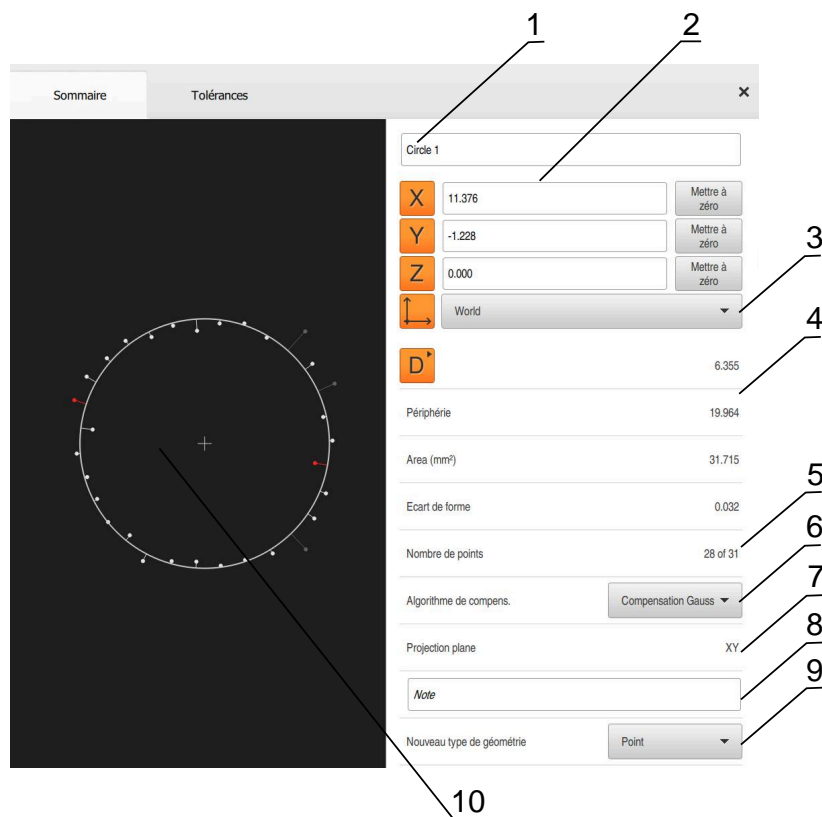 1
2
Sommaire Tolérances ×
Circle 1
X 11.376 Mettre à
zéro
Y -1.228 Mettre à
zéro
3
Z 0.000 Mettre à
zéro
World
4
D 6.355
Périphérie 19.964
Area (mm²) 31.715
5
Ecart de forme 0.032
6
Nombre de points 28 of 31
7
Algorithme de compens. Compensation Gauss
8
Projection plane XY
9
Note
Nouveau type de géométrie Point
10